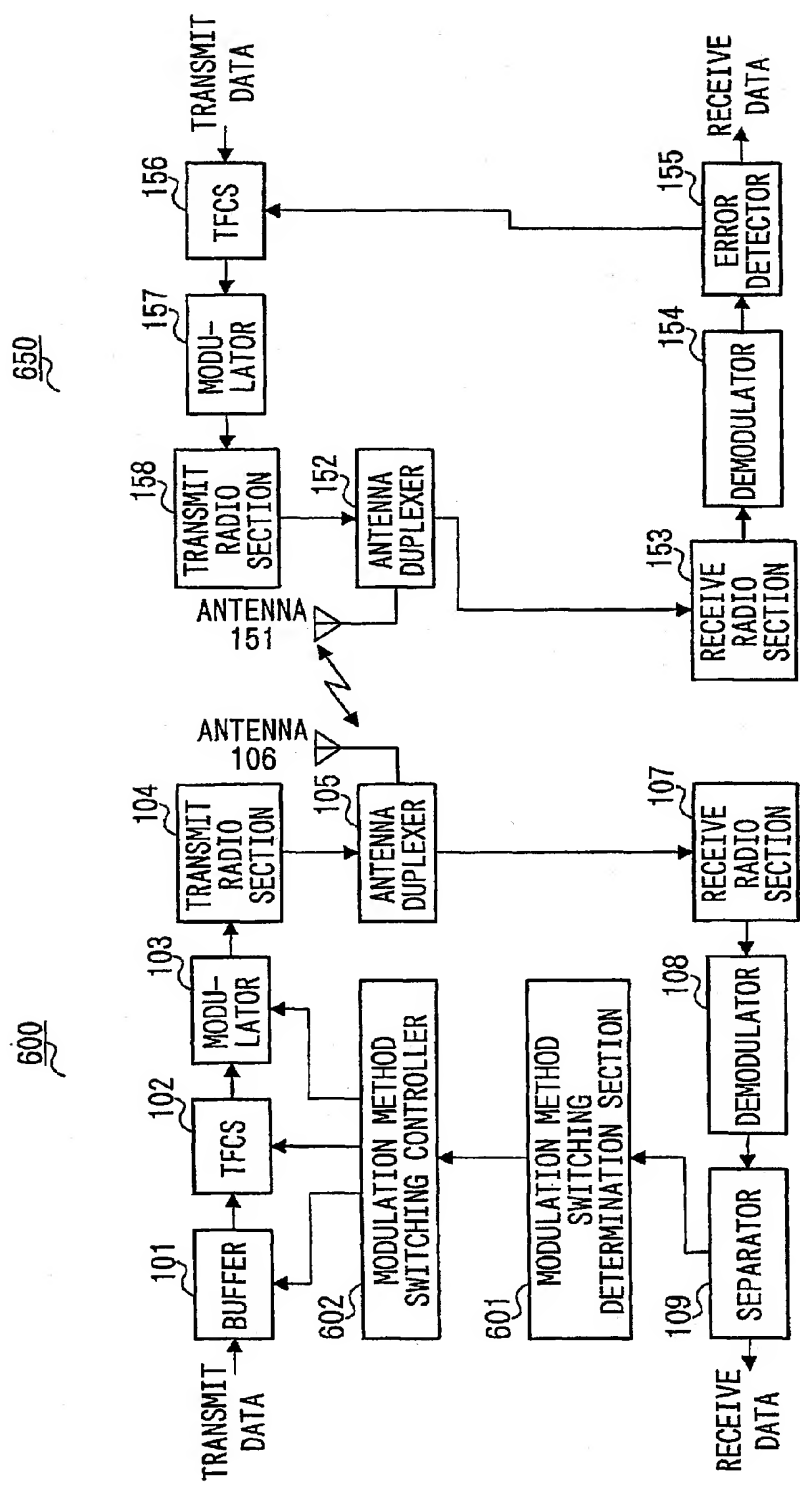 600
TRANSMIT
DATA
101
BUFFER
102
TFCS
103
MODU-
LATOR
104
TRANSMIT
RADIO
SECTION
105
ANTENNA
DUPLEXER
ANTENNA
106
602
MODULATION METHOD
SWITCHING CONTROLLER
601
MODULATION METHOD
SWITCHING
DETERMINATION SECTION
107
RECEIVE
RADIO
SECTION
108
DEMODULATOR
109
SEPARATOR
RECEIVE
DATA
650
ANTENNA
151
152
ANTENNA
DUPLEXER
158
TRANSMIT
RADIO
SECTION
157
MODU-
LATOR
156
TFCS
TRANSMIT
DATA
153
RECEIVE
RADIO
SECTION
154
DEMODULATOR
155
ERROR
DETECTOR
RECEIVE
DATA